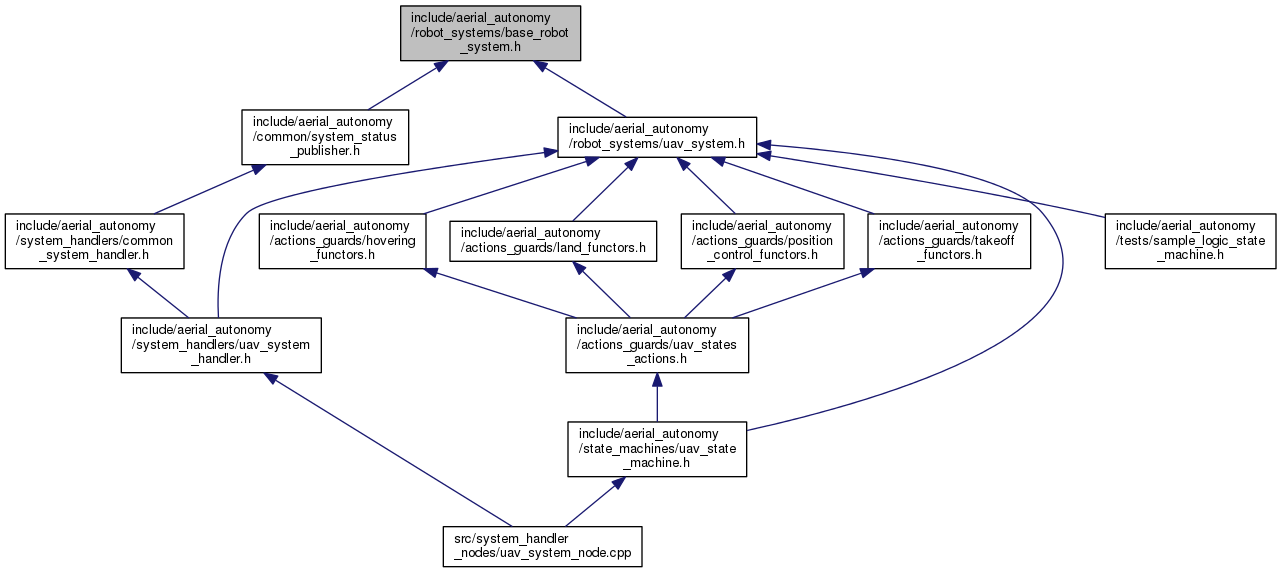 include/aerial_autonomy
/robot_systems/base_robot
_system.h
include/aerial_autonomy
/common/system_status
_publisher.h
include/aerial_autonomy
/robot_systems/uav_system.h
include/aerial_autonomy
/system_handlers/common
_system_handler.h
include/aerial_autonomy
/actions_guards/hovering
_functors.h
include/aerial_autonomy
/actions_guards/land_functors.h
include/aerial_autonomy
/actions_guards/position
_control_functors.h
include/aerial_autonomy
/actions_guards/takeoff
_functors.h
include/aerial_autonomy
/tests/sample_logic_state
_machine.h
include/aerial_autonomy
/system_handlers/uav_system
_handler.h
include/aerial_autonomy
/actions_guards/uav_states
_actions.h
include/aerial_autonomy
/state_machines/uav_state
_machine.h
src/system_handler
_nodes/uav_system_node.cpp